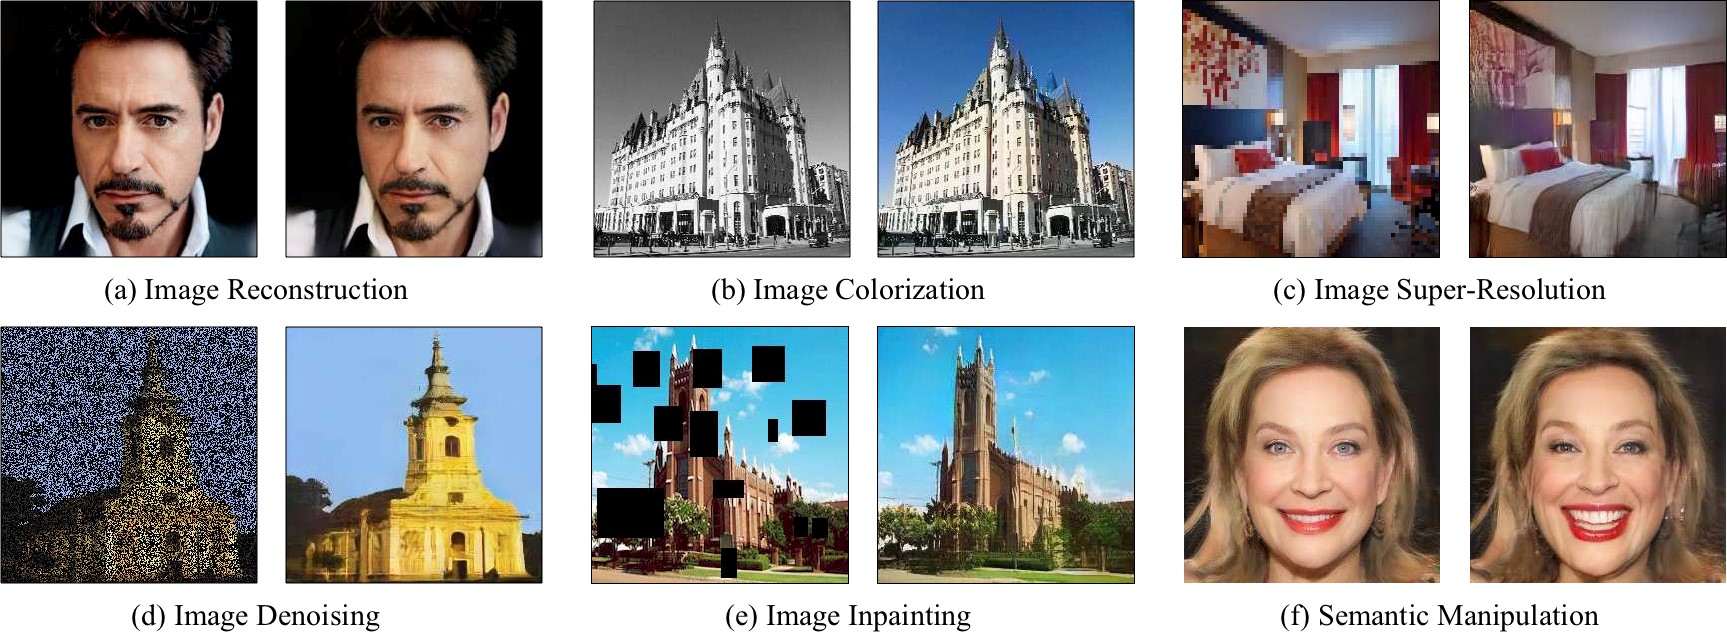 (a) Image Reconstruction
(b) Image Colorization
(c) Image Super-Resolution
(d) Image Denoising
(e) Image Inpainting
(f) Semantic Manipulation